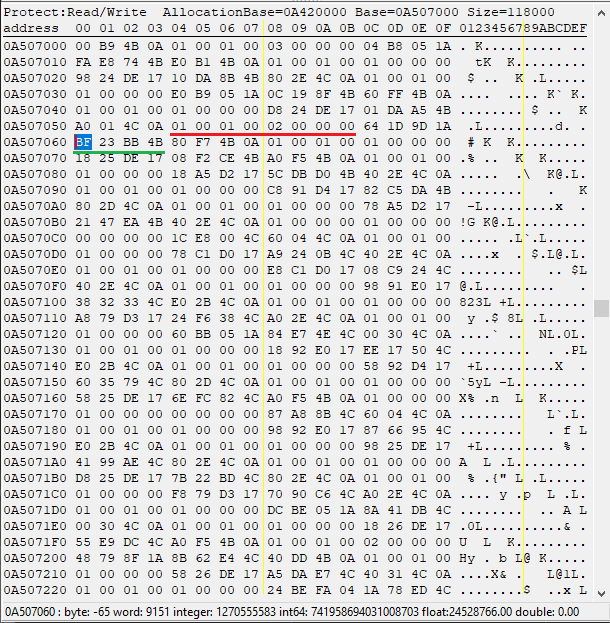 Protect:Read/Write AllocationBase=0A420000 Base=0A507000 Size=118000
address 00 01 02 03 04 05 06 07 08 09 0A 0B 0C 0D 0E 0F 0123456789ABCDEF
0A507000 00 B9 4B 0A 01 00 01 00 03 00 00 00 04 B8 05 1A . K......... ..
0A507010 FA AE 74 4B E0 B1 4B 0A 01 00 01 00 01 00 00 00 tK K........
0A507020 98 24 DE 17 10 DA 8B 4B 80 2E 4C 0A 01 00 01 00 $ .. K .L.....
0A507030 01 00 00 00 E0 B9 05 1A 0C 19 8F 4B 60 FF 4B 0A .... ..... K` K.
0A507040 01 00 01 00 01 00 00 00 D8 24 DE 17 01 DA A5 4B ........ $ .. K
0A507050 A0 01 4C 0A 01 00 01 00 02 00 00 00 64 1D 9D 1A .L.........d. .
0A507060 BF 23 BB 4B 80 F7 4B 0A 01 00 01 00 01 00 00 00 # K K.........
0A507070 18 25 DE 17 08 F2 CE 4B A0 F5 4B 0A 01 00 01 00 .% .. K K.....
0A507080 01 00 00 00 18 A5 D2 17 5C DB D0 4B 40 2E 4C 0A ..... .\ K@.L.
0A507090 01 00 01 00 01 00 00 00 C8 91 D4 17 82 C5 DA 4B ........ . K
0A5070A0 80 2D 4C 0A 01 00 01 00 01 00 00 00 78 A5 D2 17 -L.........x .
0A5070B0 21 47 EA 4B 40 2E 4C 0A 01 00 01 00 01 00 00 00 !G K@.L.........
0A5070C0 00 00 00 00 1C E8 00 4C 60 04 4C 0A 01 00 01 00 ..... .L`.L.....
0A5070D0 01 00 00 00 78 C1 D0 17 A9 24 0B 4C 40 2E 4C 0A ....x . $.L@.L.
0A5070E0 01 00 01 00 01 00 00 00 E8 C1 D0 17 08 C9 24 4C ........ .. $L
0A5070F0 40 2E 4C 0A 01 00 01 00 01 00 00 00 98 91 E0 17 @.L......... .
0A507100 38 32 33 4C E0 2B 4C 0A 01 00 01 00 01 00 00 00 823L +L.........
0A507110 A8 79 D3 17 24 F6 38 4C A0 2E 4C 0A 01 00 01 00 y .$ 8L .L.....
0A507120 01 00 00 00 60 BB 05 1A 84 E7 4E 4C 00 30 4C 0A ....` .. NL.0L.
0A507130 01 00 01 00 01 00 00 00 18 92 E0 17 EE 17 50 4C ......... . .PL
0A507140 E0 2B 4C 0A 01 00 01 00 01 00 00 00 58 92 D4 17 +L.........X .
0A507150 60 35 79 4C 80 2D 4C 0A 01 00 01 00 01 00 00 00 `5yL -L.........
0A507160 58 25 DE 17 6E FC 82 4C A0 F5 4B 0A 01 00 01 00 X% .n L K.....
0A507170 01 00 00 00 00 00 00 00 87 A8 8B 4C 60 04 4C 0A ........ L`.L.
0A507180 01 00 01 00 01 00 00 00 98 92 E0 17 87 66 95 4C ........ . f L
0A507190 E0 2B 4C 0A 01 00 01 00 01 00 00 00 98 25 DE 17 +L......... % .
0A5071A0 41 99 AE 4C 80 2E 4C 0A 01 00 01 00 01 00 00 00 A L .L.........
0A5071B0 D8 25 DE 17 7B 22 BD 4C 80 2E 4C 0A 01 00 01 00 % .{" L .L.....
0A5071C0 01 00 00 00 F8 79 D3 17 70 90 C6 4C A0 2E 4C 0A .... y .p L .L.
0A5071D0 01 00 01 00 01 00 00 00 DC BE 05 1A 8A 41 DB 4C ........ .. A L
0A5071E0 00 30 4C 0A 01 00 01 00 01 00 00 00 18 26 DE 17 .0L..........& .
0A5071F0 55 E9 DC 4C A0 F5 4B 0A 01 00 01 00 02 00 00 00 U L K.........
0A507200 48 79 8F 1A 8B 62 E4 4C 40 DD 4B 0A 01 00 01 00 Hy . b L@ K.....
0A507210 01 00 00 00 58 26 DE 17 A5 DA E7 4C 40 31 4C 0A ....X& . L@1L.
0A507220 01 00 01 00 01 00 00 00 24 BE FA 04 1A 78 ED 4C ........$ ..x L
0A507060 : byte: -65 word: 9151 integer: 1270555583 int64: 741958694031008703 float:24528766.00 double: 0.00